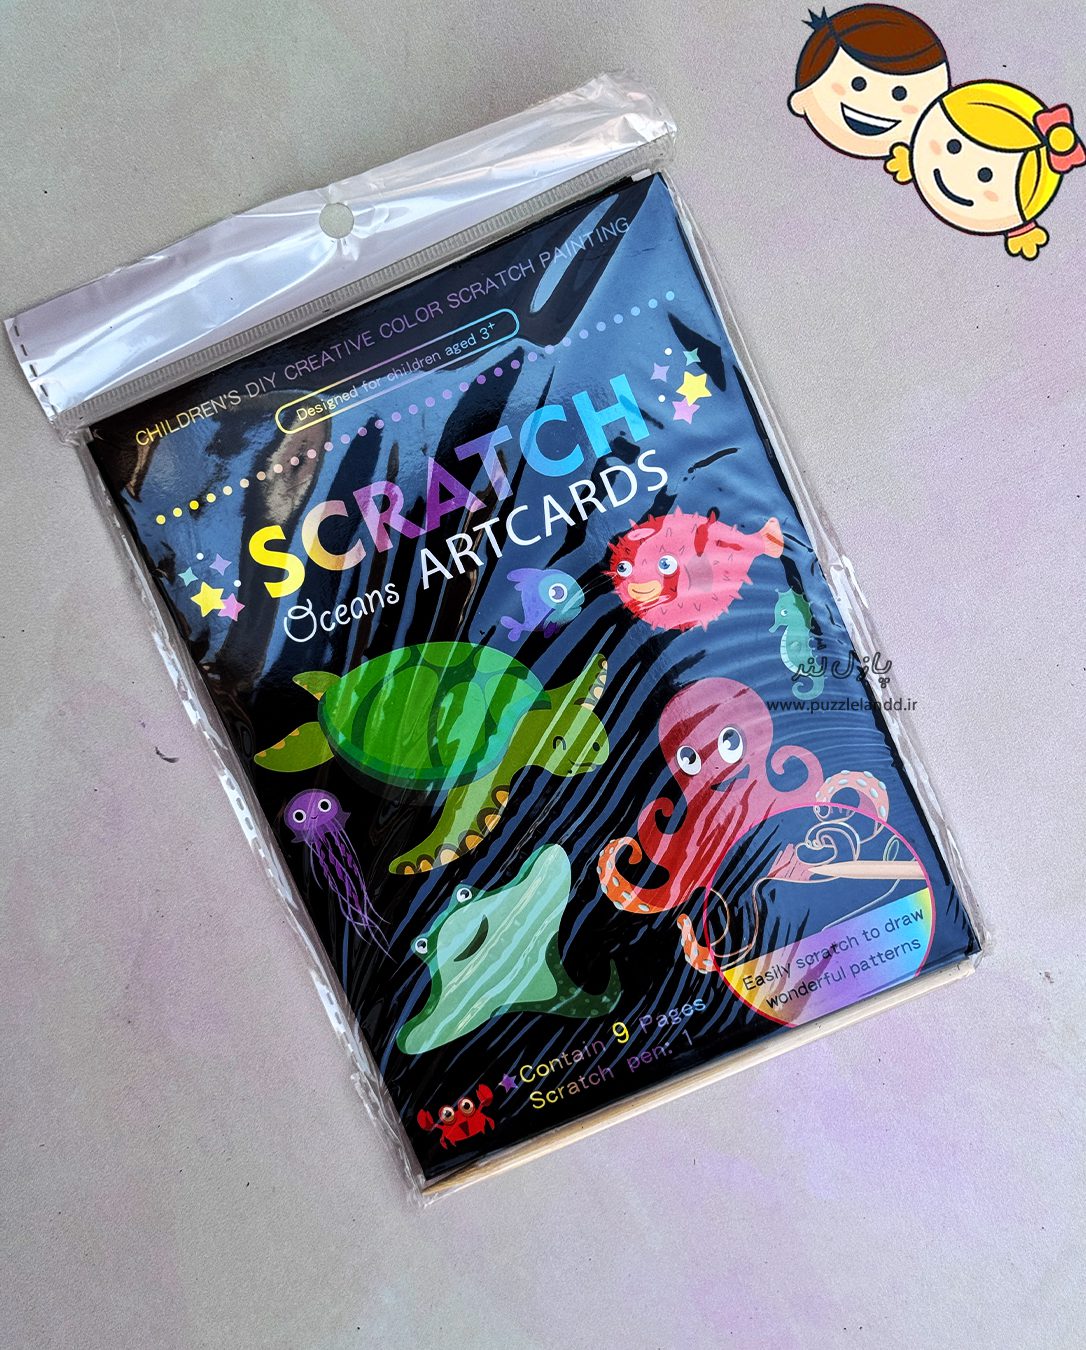 CHILDREN'S DIY CREATIVE COLOR SCRATCH PAINTING
Designed for children aged 3+
SCRATCH
Oceans ARTCARDS
پازل لند
www.puzzlelandd.ir
Easily scratch to draw
wonderful patterns
Contain 9 Pages
Scratch pen: 1